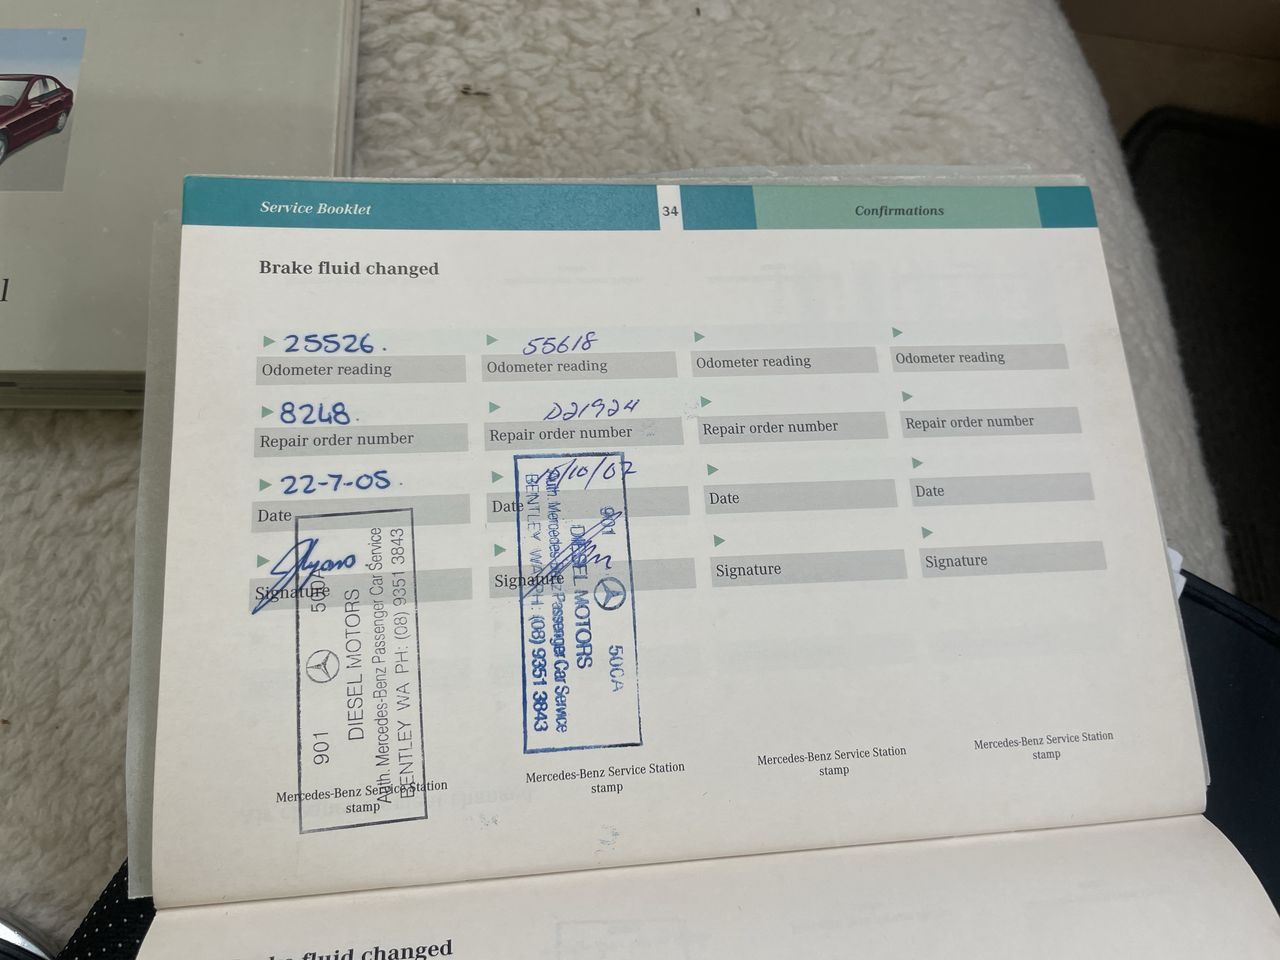 l
Service Booklet
34
Confirmations
Brake fluid changed
25526.
Odometer reading
8248.
Repair order number
22-7-05.
Date
Signature
901 500A
DIESEL MOTORS
Auth. Mercedes-Benz Passenger Car Service
BENTLEY WA PH: (08) 9351 3843
Mercedes-Benz Service Station
stamp
55618
Odometer reading
D21924
Repair order number
Date
Signature
901 50CA
DIESEL MOTORS
Auth. Mercedes-Benz Passenger Car Service
BENTLEY WA PH: (08) 9351 3843
Mercedes-Benz Service Station
stamp
Odometer reading
Repair order number
Date
Signature
Mercedes-Benz Service Station
stamp
Odometer reading
Repair order number
Date
Signature
Mercedes-Benz Service Station
stamp
Brake fluid changed